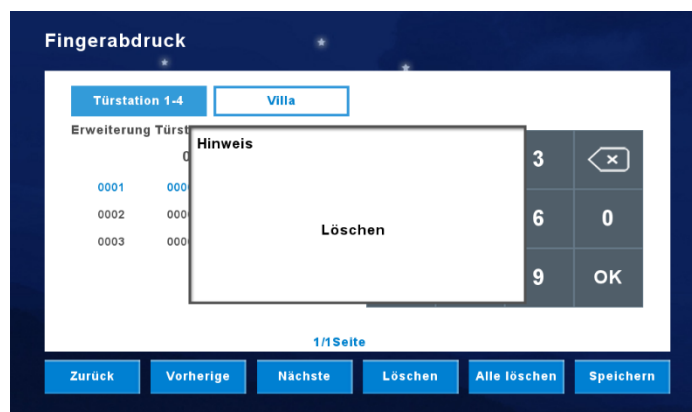 Fingerabdruck
Türstation 1-4 Villa
Erweiterung
Hinweis
3
0001
0002
6 0
Löschen
0003
9 OK
1/1Seite
Zurück Vorherige Nächste Löschen Alle löschen Speichern